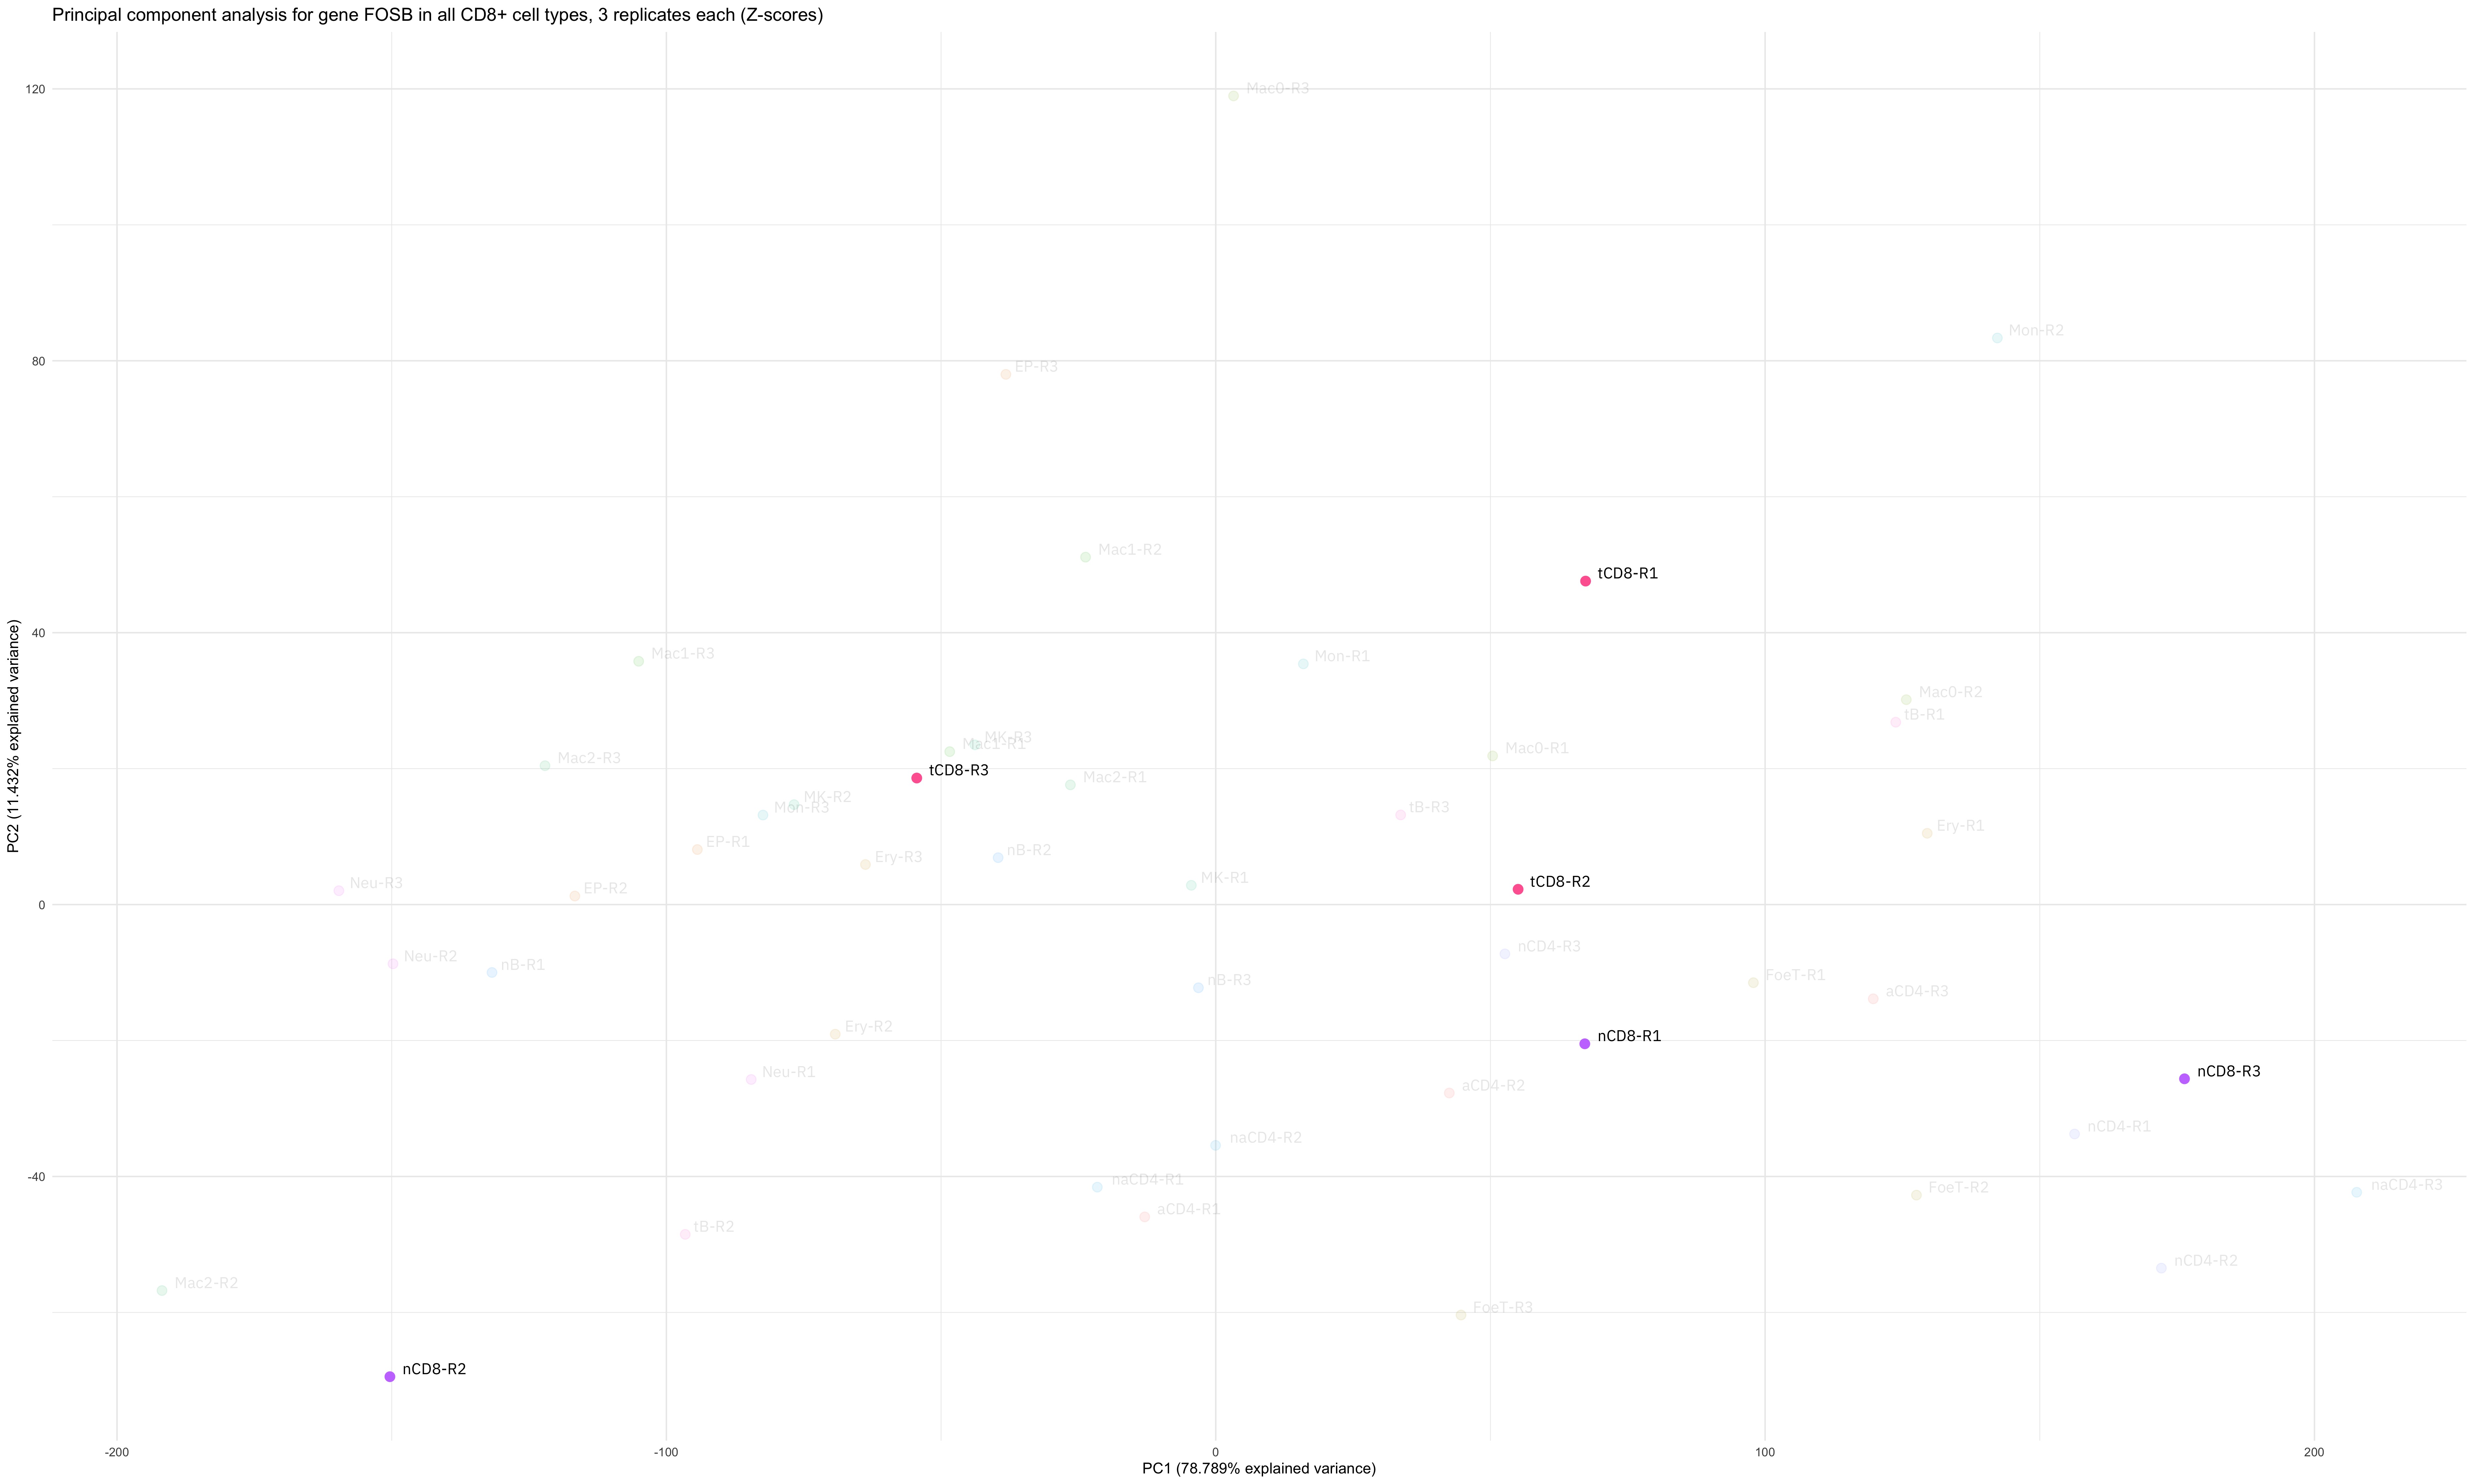 Principal component analysis for gene FOSB in all CD8+ cell types, 3 replicates each (Z-scores)
120
Mac0-R3
Mon-R2
80
EP-R3
Mac1-R2
tCD8-R1
40
Mac1-R3
Mon-R1
Mac0-R2
tB-R1
MK-R3
Mac1-R1
Mac0-R1
Mac2-R3
tCD8-R3
Mac2-R1
MK-R2
Mon-R3
tB-R3
Ery-R1
EP-R1
nB-R2
Ery-R3
MK-R1
tCD8-R2
Neu-R3
EP-R2
0
nCD4-R3
Neu-R2
nB-R1
FoeT-R1
nB-R3
aCD4-R3
Ery-R2
nCD8-R1
Neu-R1
nCD8-R3
aCD4-R2
nCD4-R1
naCD4-R2
-40
naCD4-R1
naCD4-R3
FoeT-R2
aCD4-R1
tB-R2
nCD4-R2
Mac2-R2
FoeT-R3
nCD8-R2
PC2 (11.432% explained variance)
-200
-100
0
100
200
PC1 (78.789% explained variance)